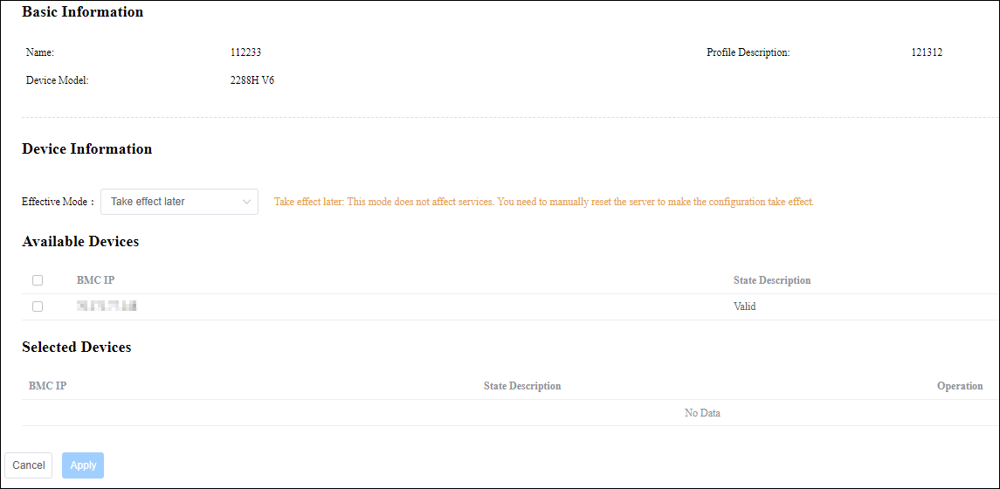 Basic Information
Name: 112233 Profile Description: 121312
Device Model: 2288H V6
Device Information
Effective Mode : Take effect later Take effect later: This mode does not affect services. You need to manually reset the server to make the configuration take effect.
Available Devices
BMC IP State Description
Valid
Selected Devices
BMC IP State Description Operation
No Data
Cancel Apply